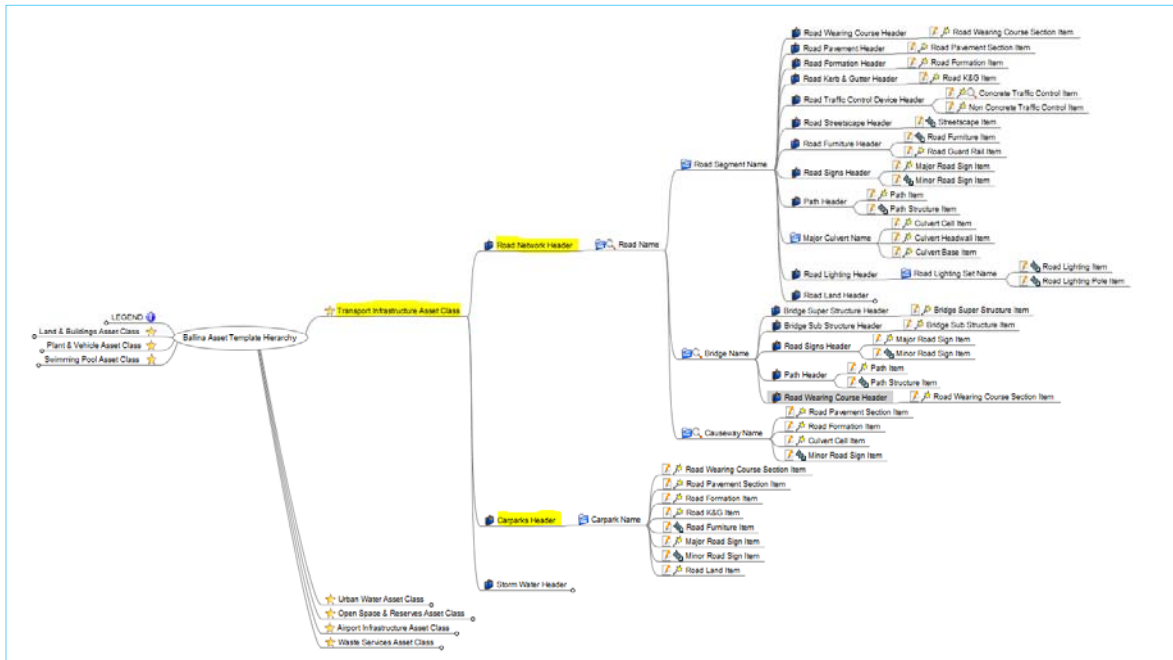 LEGEND
Land & Buildings Asset Class
Plant & Vehicle Asset Class
Swimming Pool Asset Class
Ballina Asset Template Hierarchy
Transport Infrastructure Asset Class
Road Network Header
Road Name
Road Segment Name
Road Wearing Course Header
Road Wearing Course Section Item
Road Pavement Header
Road Pavement Section Item
Road Formation Header
Road Formation Item
Road Kerb & Gutter Header
Road K&G Item
Road Traffic Control Device Header
Concrete Traffic Control Item
Non Concrete Traffic Control Item
Road Streetscape Header
Streetscape Item
Road Furniture Header
Road Furniture Item
Road Guard Rail Item
Road Signs Header
Major Road Sign Item
Minor Road Sign Item
Path Header
Path Item
Path Structure Item
Major Culvert Name
Culvert Cell Item
Culvert Headwall Item
Culvert Base Item
Road Lighting Header
Road Lighting Set Name
Road Lighting Item
Road Lighting Pole Item
Road Land Header
Bridge Name
Bridge Super Structure Header
Bridge Super Structure Item
Bridge Sub Structure Header
Bridge Sub Structure Item
Road Signs Header
Major Road Sign Item
Minor Road Sign Item
Path Header
Path Item
Path Structure Item
Road Wearing Course Header
Road Wearing Course Section Item
Causeway Name
Road Pavement Section Item
Road Formation Item
Culvert Cell Item
Minor Road Sign Item
Carparks Header
Carpark Name
Road Wearing Course Section Item
Road Pavement Section Item
Road Formation Item
Road K&G Item
Road Furniture Item
Major Road Sign Item
Minor Road Sign Item
Road Land Item
Storm Water Header
Urban Water Asset Class
Open Space & Reserves Asset Class
Airport Infrastructure Asset Class
Waste Services Asset Class